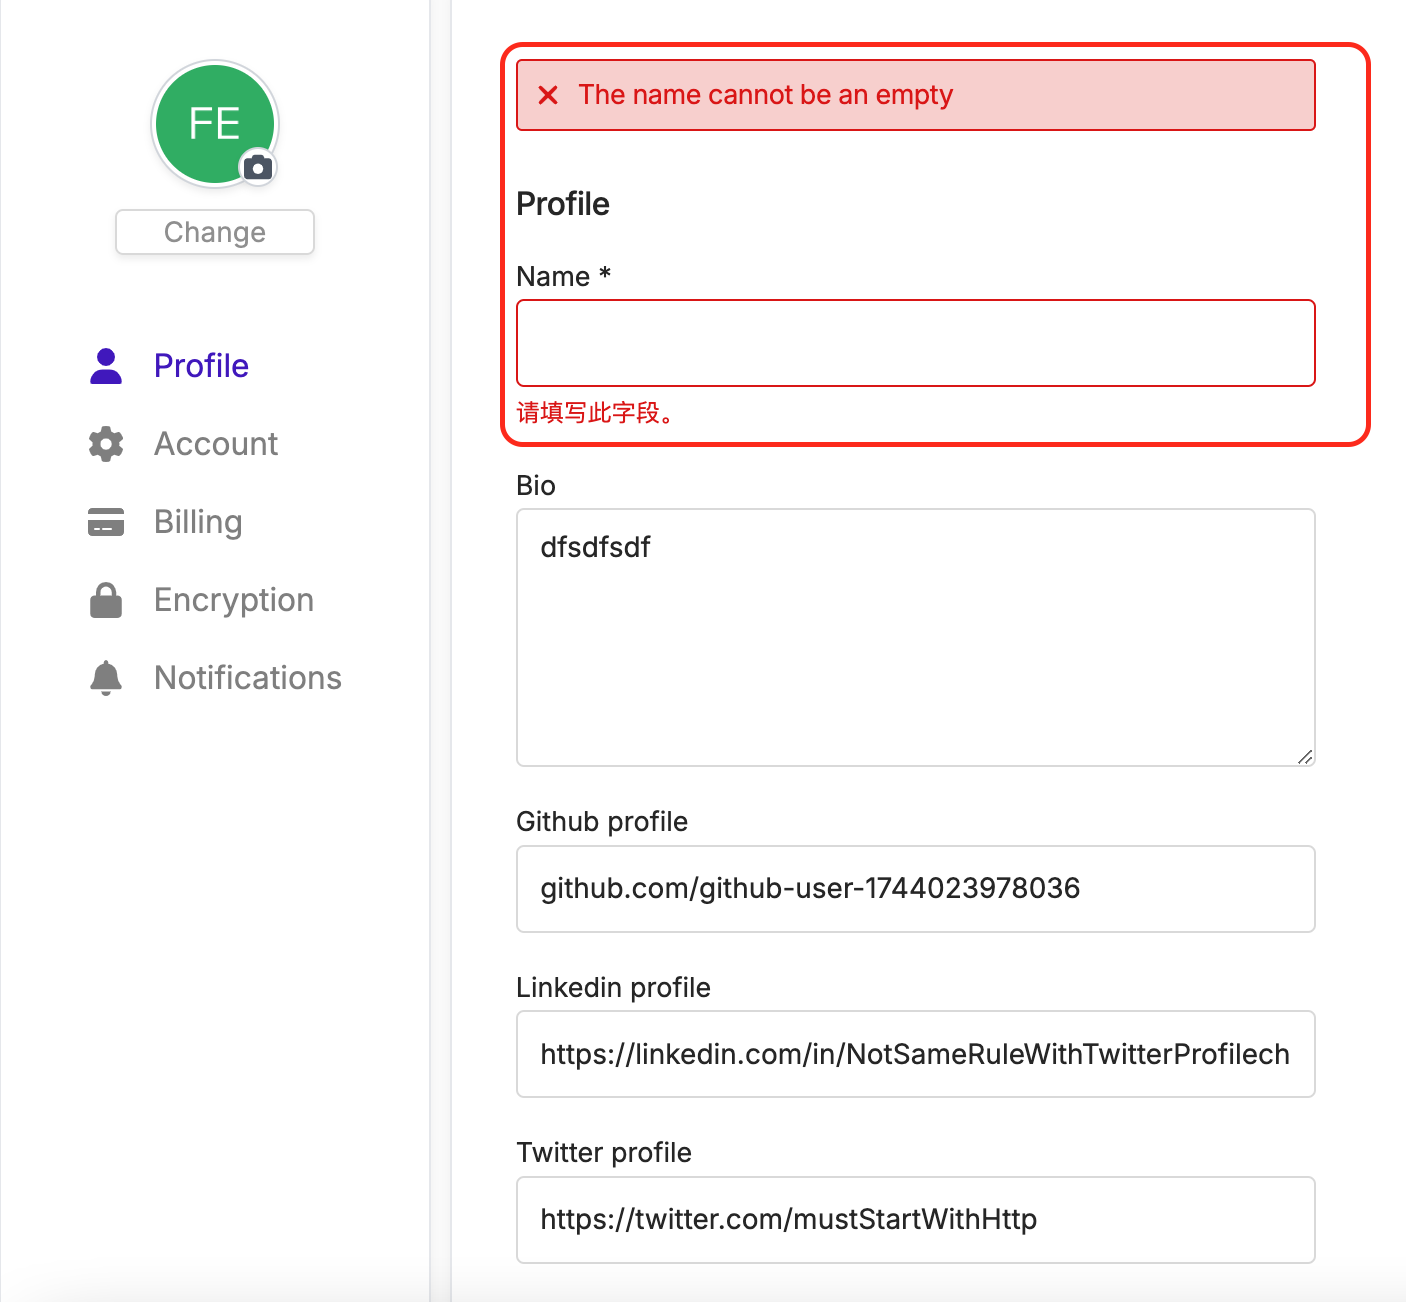 FE
Change
Profile
Account
Billing
Encryption
Notifications
The name cannot be an empty
Profile
Name *
请填写此字段。
Bio
dfsdfsdf
Github profile
github.com/github-user-1744023978036
Linkedin profile
https://linkedin.com/in/NotSameRuleWithTwitterProfilech
Twitter profile
https://twitter.com/mustStartWithHttp